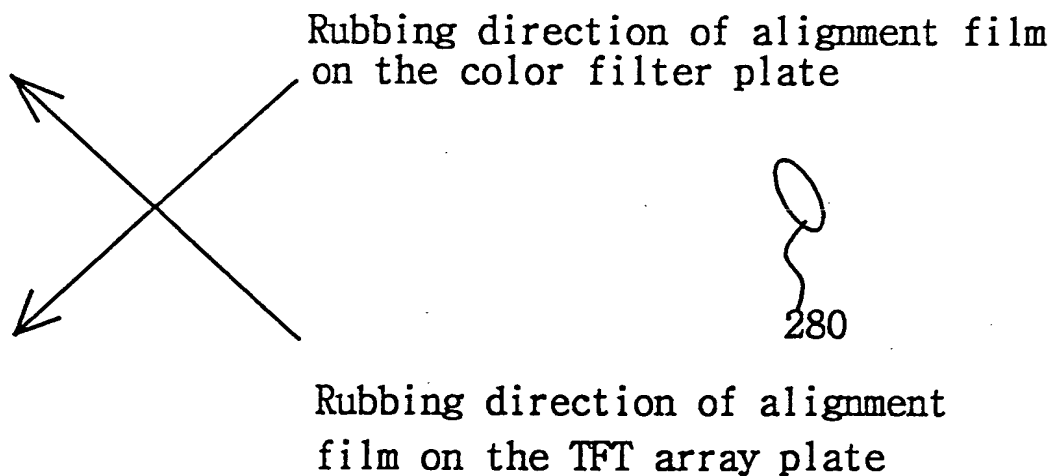 Rubbing direction of alignment film
on the color filter plate
280
Rubbing direction of alignment
film on the TFT array plate